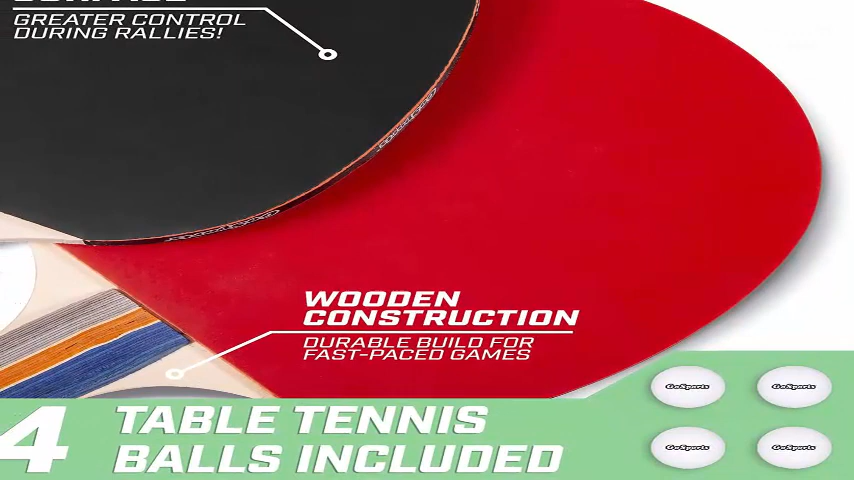 GREATER CONTROL
DURING RALLIES!
WOODEN
CONSTRUCTION
DURABLE BUILD FOR
FAST-PACED GAMES
4 TABLE TENNIS
BALLS INCLUDED
GoSports
GoSports
GoSports
GoSports